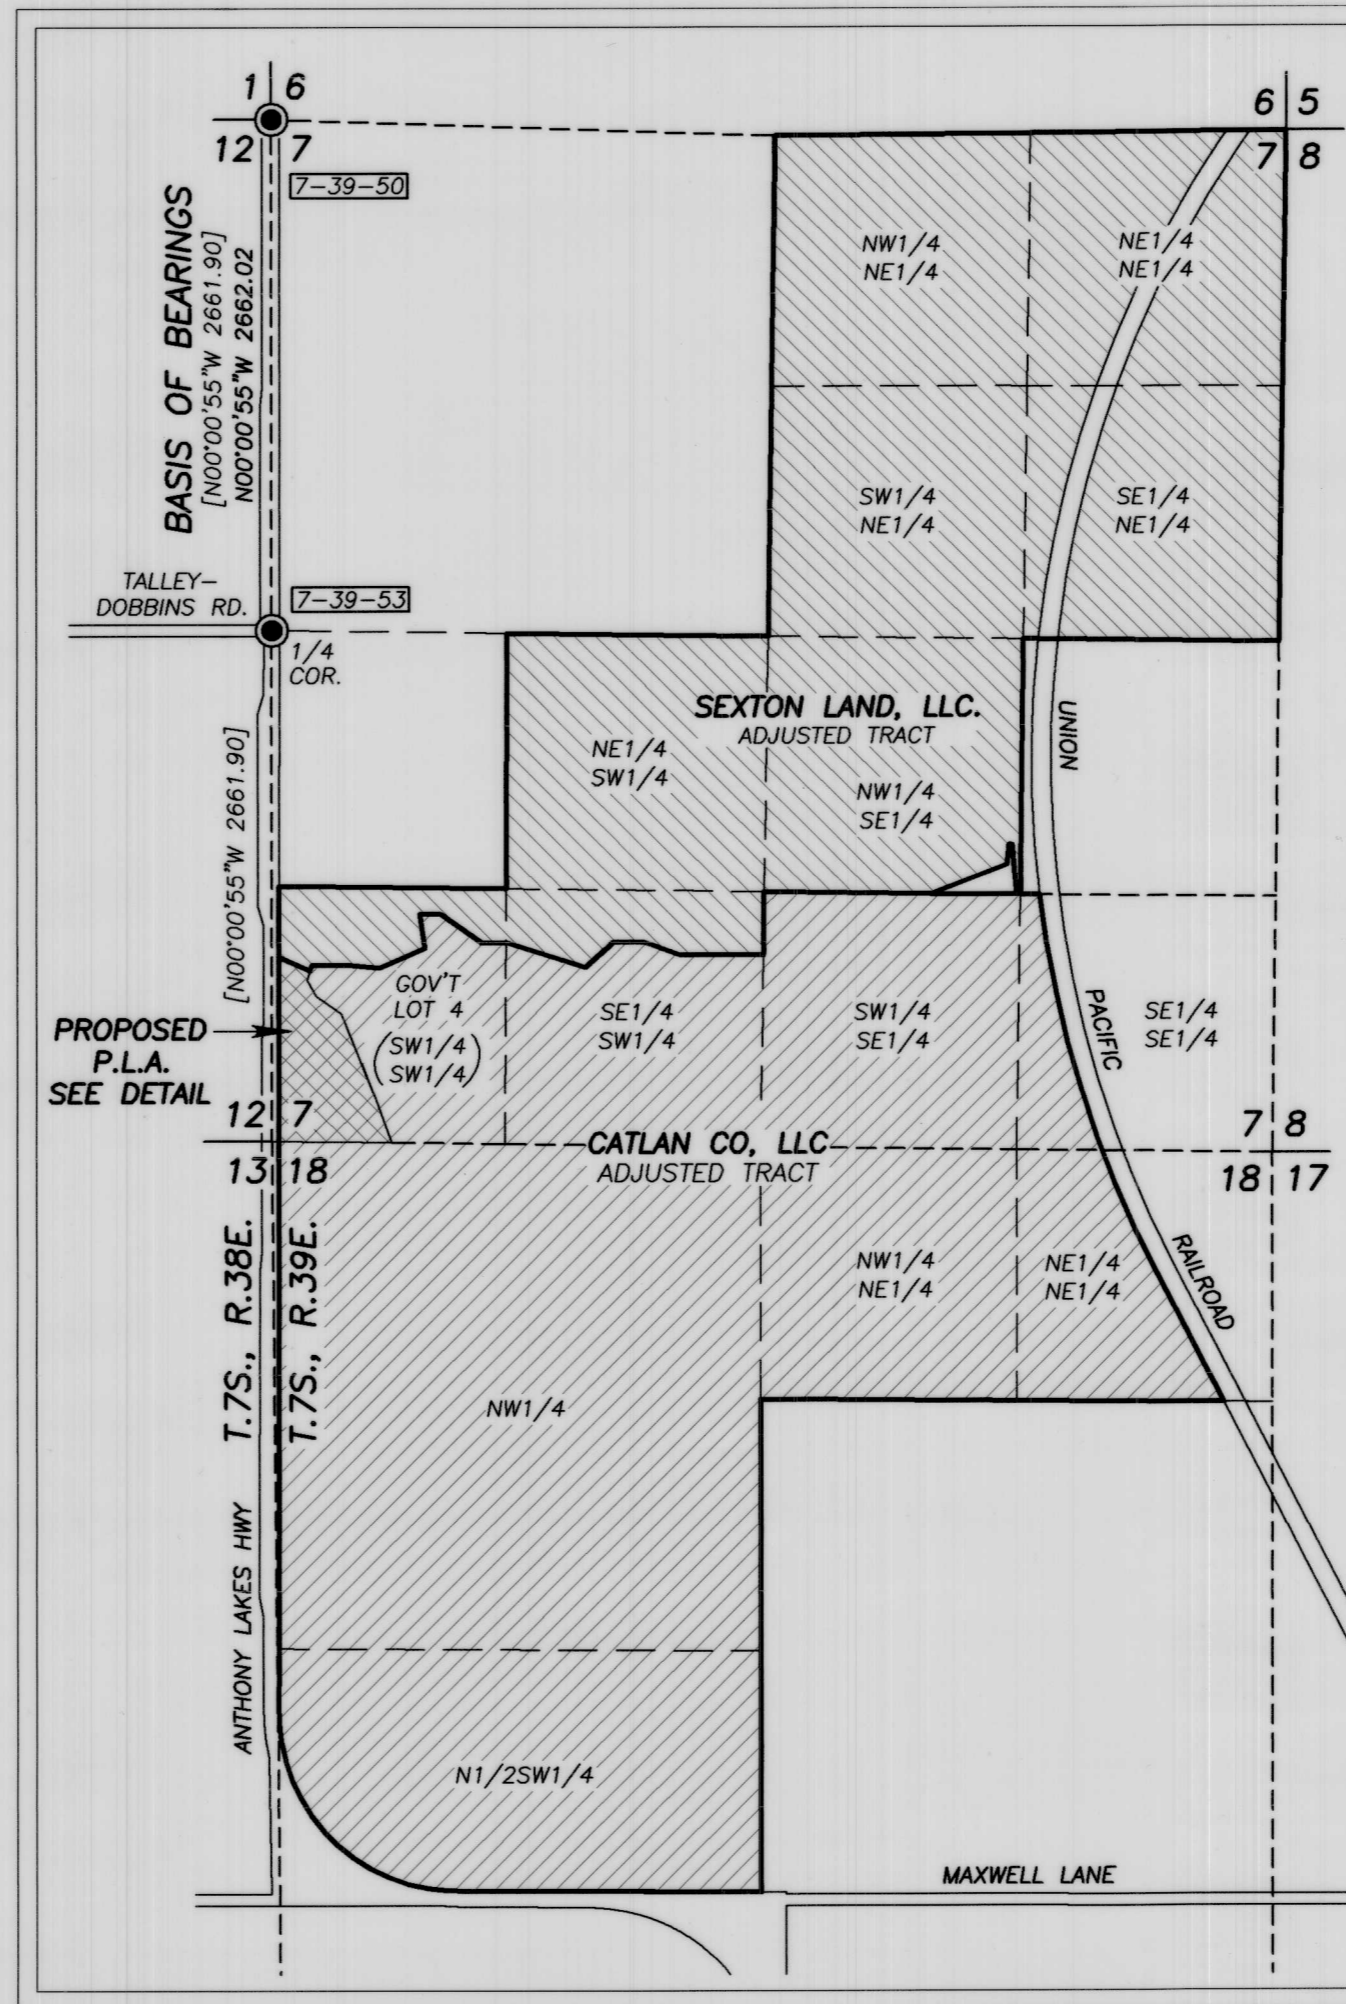 1 6
12 7
6 5
7 8
7-39-50
BASIS OF BEARINGS
[N00°00'55"W 2661.90]
N00°00'55"W 2662.02
NW1/4
NE1/4
NE1/4
NE1/4
SW1/4
NE1/4
SE1/4
NE1/4
TALLEY-
DOBBINS RD.
7-39-53
1/4
COR.
SEXTON LAND, LLC.
ADJUSTED TRACT
NE1/4
SW1/4
NW1/4
SE1/4
UNION
PACIFIC
RAILROAD
[N00°00'55"W 2661.90]
PROPOSED
P.L.A.
SEE DETAIL
GOV'T
LOT 4
(SW1/4)
(SW1/4)
SE1/4
SW1/4
SW1/4
SE1/4
SE1/4
SE1/4
12 7
13 18
7 8
18 17
CATLAN CO, LLC
ADJUSTED TRACT
T.7S., R.38E.
T.7S., R.39E.
NW1/4
NE1/4
NE1/4
NE1/4
NW1/4
ANTHONY LAKES HWY
N1/2SW1/4
MAXWELL LANE